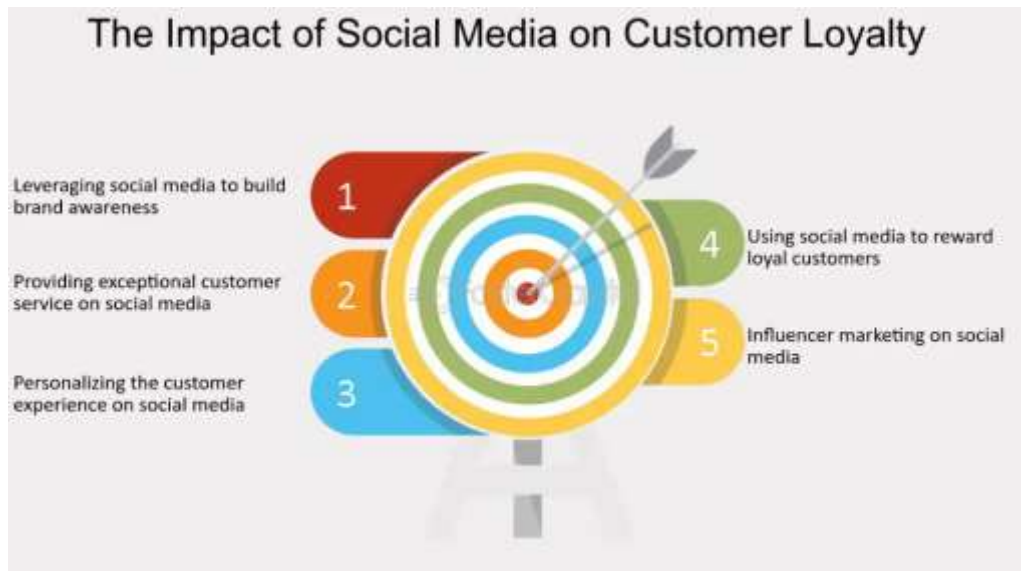 The Impact of Social Media on Customer Loyalty
1
Leveraging social media to build
brand awareness
2
Providing exceptional customer
service on social media
3
Personalizing the customer
experience on social media
4
Using social media to reward
loyal customers
5
Influencer marketing on social
media